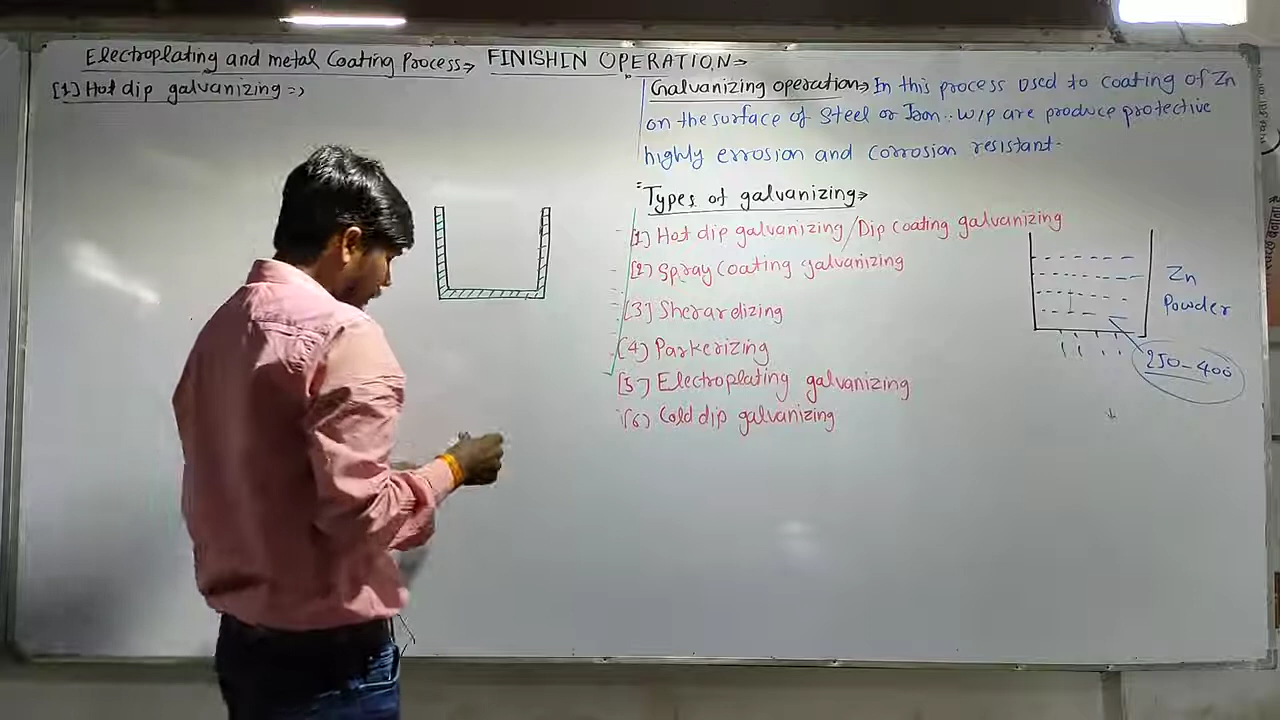 Electroplating and metal Coating Process→ FINISHIN OPERATION→
[1] Hot dip galvanizing =>
Galvanizing operation→ In this process used to coating of Zn
on the surface of Steel or Iron :. w/p are produce protective
highly errosion and corrosion resistant.
Types of galvanizing→
[1] Hot dip galvanizing/Dip coating galvanizing
[2] Spray coating galvanizing
[3] Sherardizing
[4] Parkerizing
[5] Electroplating galvanizing
(6) Cold dip galvanizing
Zn
Powder
250-400